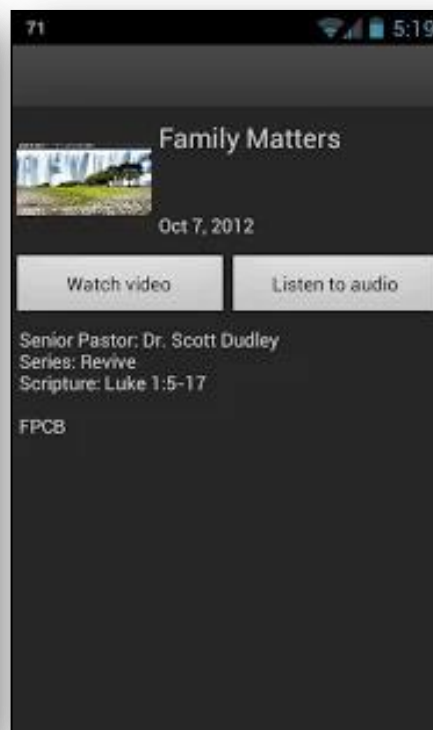 71
5:19
Family Matters
Oct 7, 2012
Watch video
Listen to audio
Senior Pastor: Dr. Scott Dudley
Series: Revive
Scripture: Luke 1:5-17
FPCB